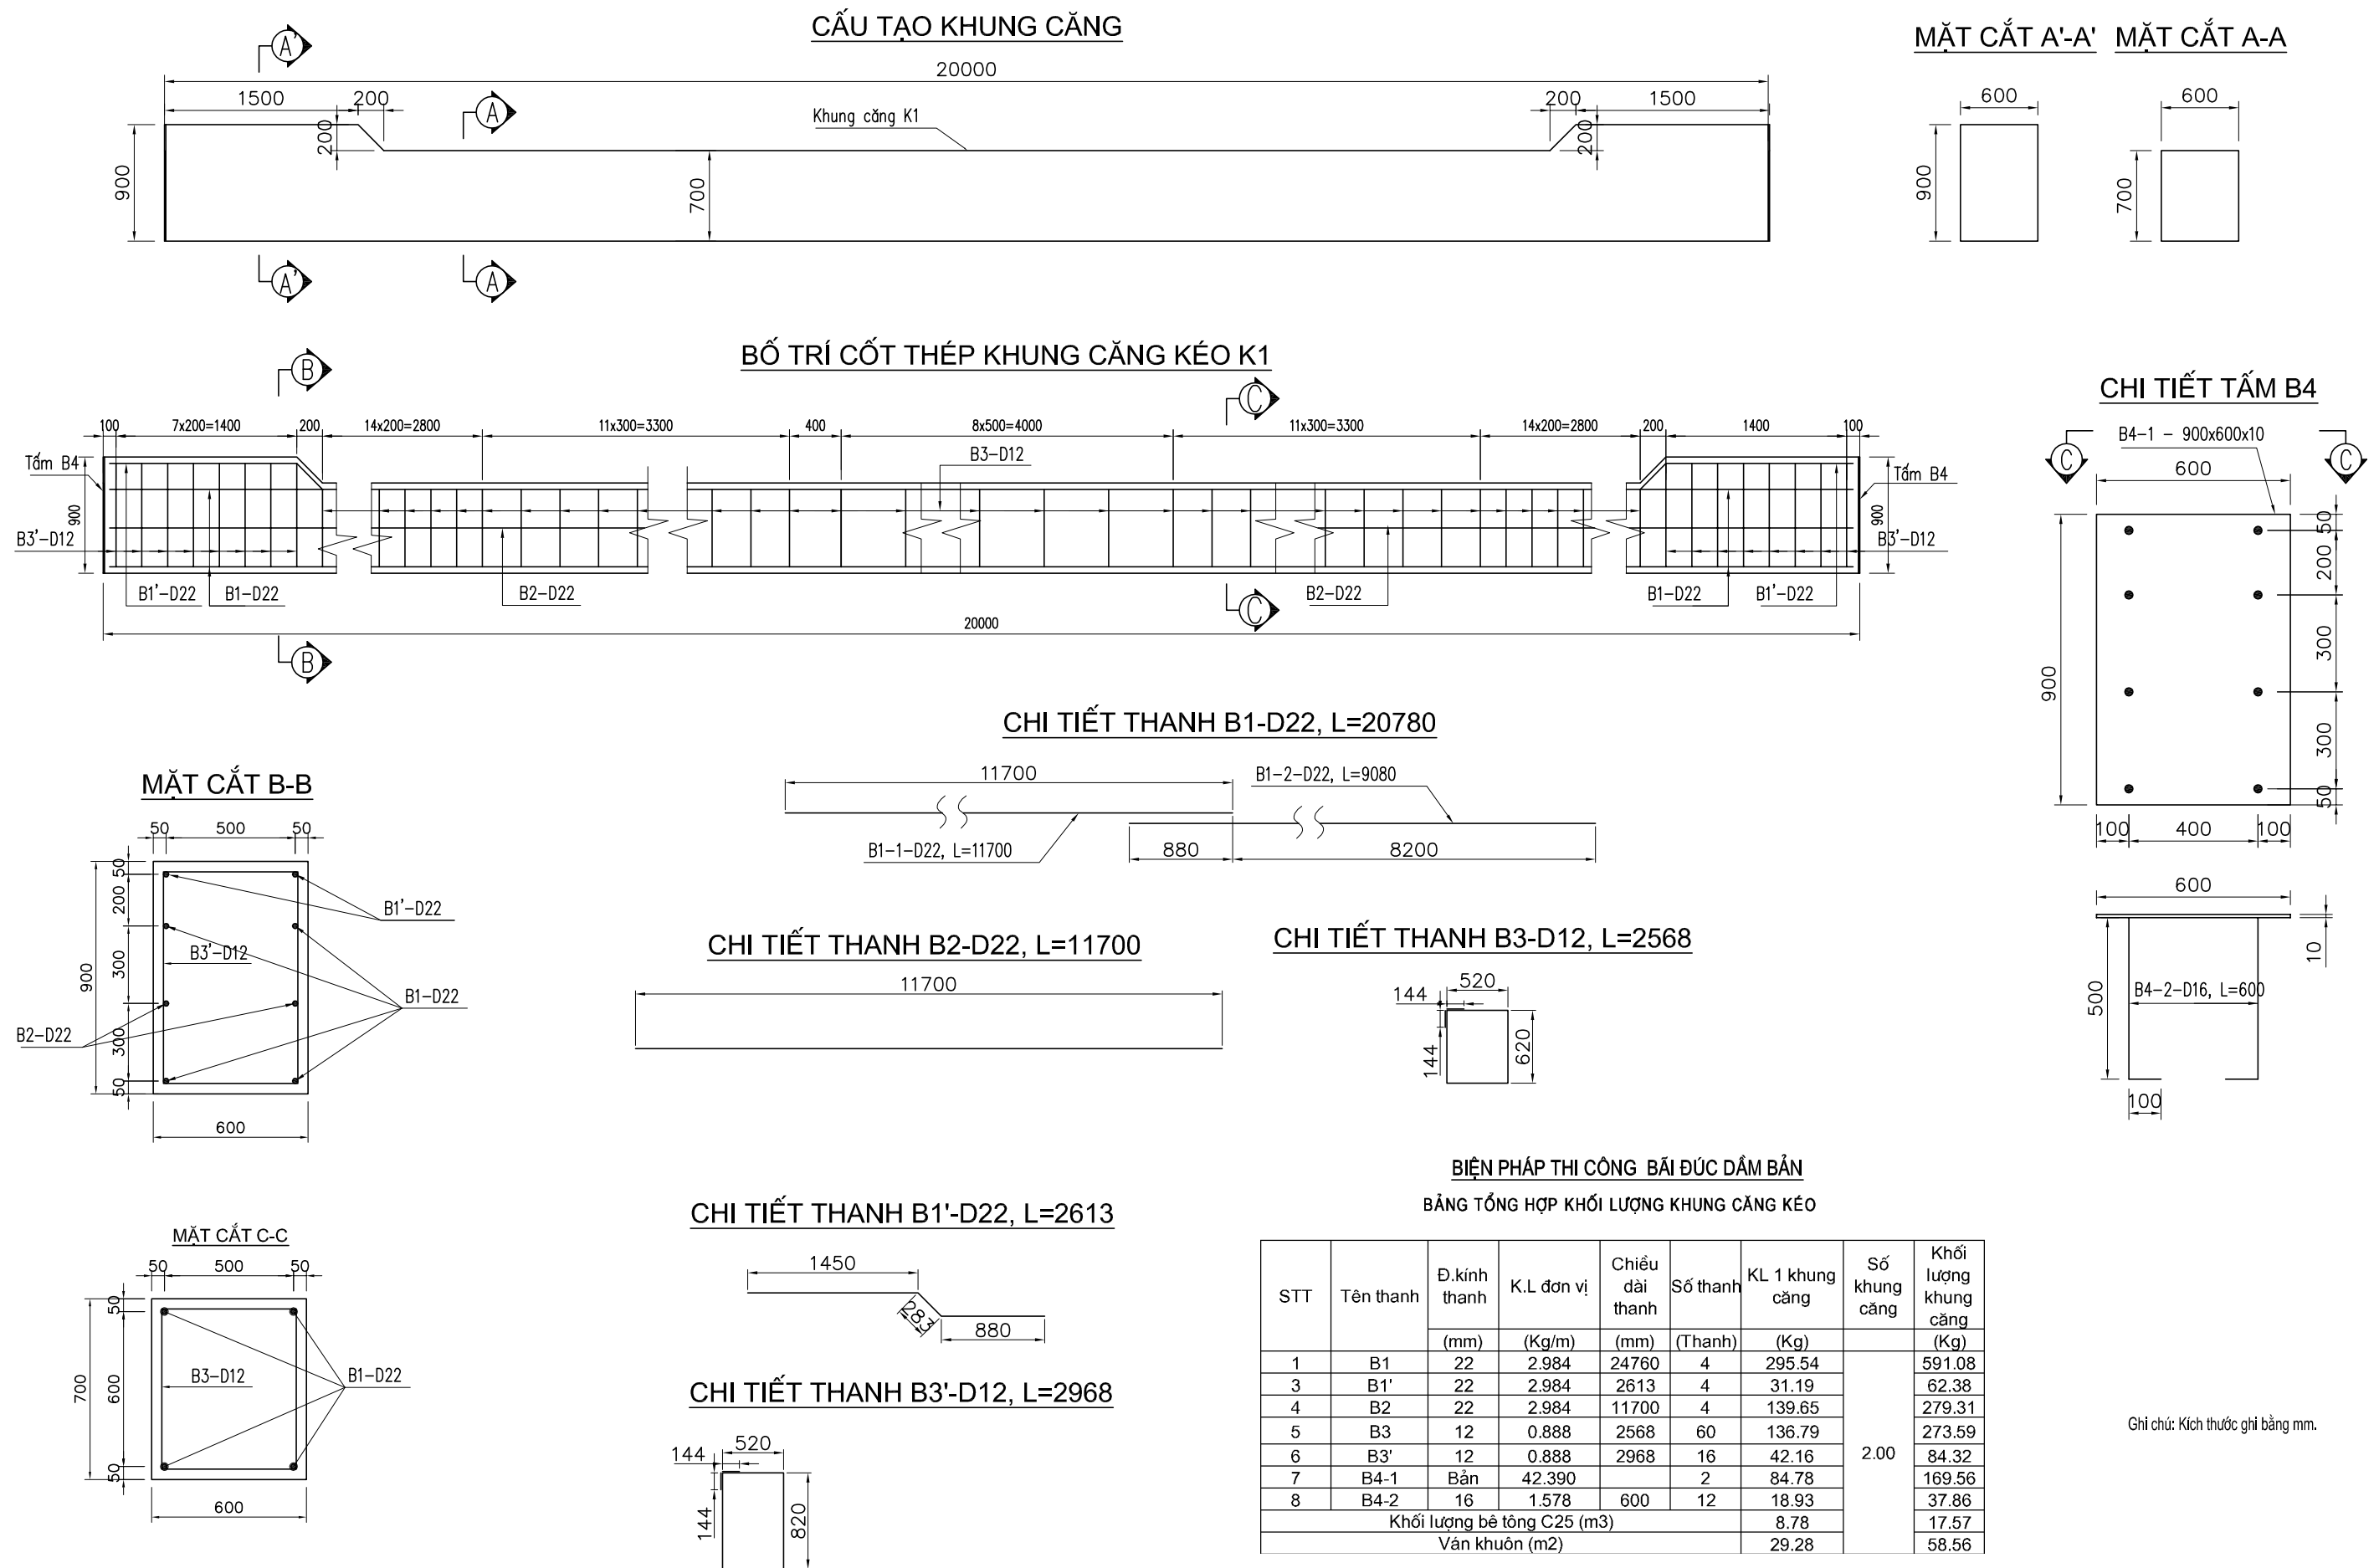 CẤU TẠO KHUNG CĂNG
MẶT CẮT A'-A'
MẶT CẮT A-A
A'
20000
1500
200
A
Khung căng K1
200
1500
200
200
900
700
A'
A
600
900
600
700
BỐ TRÍ CỐT THÉP KHUNG CĂNG KÉO K1
B
C
100
7x200=1400
200
14x200=2800
11x300=3300
400
8x500=4000
11x300=3300
14x200=2800
200
1400
100
Tấm B4
B3-D12
Tấm B4
900
900
B3'-D12
B3'-D12
B1'-D22
B1-D22
B2-D22
B2-D22
B1-D22
B1'-D22
C
20000
B
CHI TIẾT TẤM B4
B4-1 - 900x600x10
C
C
600
50
200
300
900
300
50
100
400
100
600
10
500
B4-2-D16, L=600
100
CHI TIẾT THANH B1-D22, L=20780
11700
B1-2-D22, L=9080
B1-1-D22, L=11700
880
8200
MẶT CẮT B-B
50
500
50
50
200
B1'-D22
B3'-D12
300
900
B1-D22
B2-D22
300
50
600
CHI TIẾT THANH B2-D22, L=11700
11700
CHI TIẾT THANH B3-D12, L=2568
520
144
144
620
MẶT CẮT C-C
50
500
50
50
700
600
B3-D12
B1-D22
50
600
CHI TIẾT THANH B1'-D22, L=2613
1450
283
880
CHI TIẾT THANH B3'-D12, L=2968
520
144
144
820
BIỆN PHÁP THI CÔNG BÃI ĐÚC DẦM BẢN
BẢNG TỔNG HỢP KHỐI LƯỢNG KHUNG CĂNG KÉO
STT Tên thanh Đ.kính thanh K.L đơn vị Chiều dài thanh Số thanh KL 1 khung căng Số khung căng Khối lượng khung căng
(mm) (Kg/m) (mm) (Thanh) (Kg) (Kg)
1 B1 22 2.984 24760 4 295.54 591.08
3 B1' 22 2.984 2613 4 31.19 62.38
4 B2 22 2.984 11700 4 139.65 279.31
5 B3 12 0.888 2568 60 136.79 273.59
6 B3' 12 0.888 2968 16 42.16 2.00 84.32
7 B4-1 Bản 42.390 2 84.78 169.56
8 B4-2 16 1.578 600 12 18.93 37.86
Khối lượng bê tông C25 (m3) 8.78 17.57
Ván khuôn (m2) 29.28 58.56
Ghi chú: Kích thước ghi bằng mm.